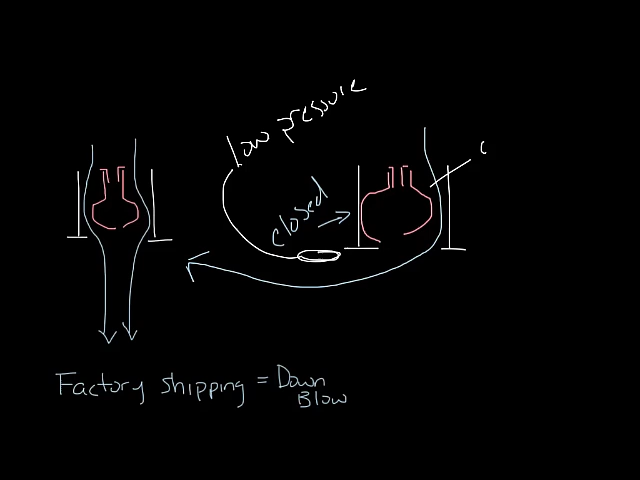 Low pressure
closed
Factory shipping = Down
Blow